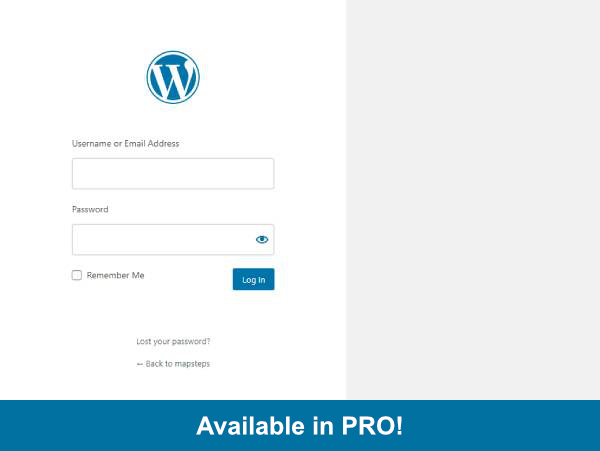 Username or Email Address
Password
Remember Me
Log In
Lost your password?
← Back to mapsteps
Available in PRO!